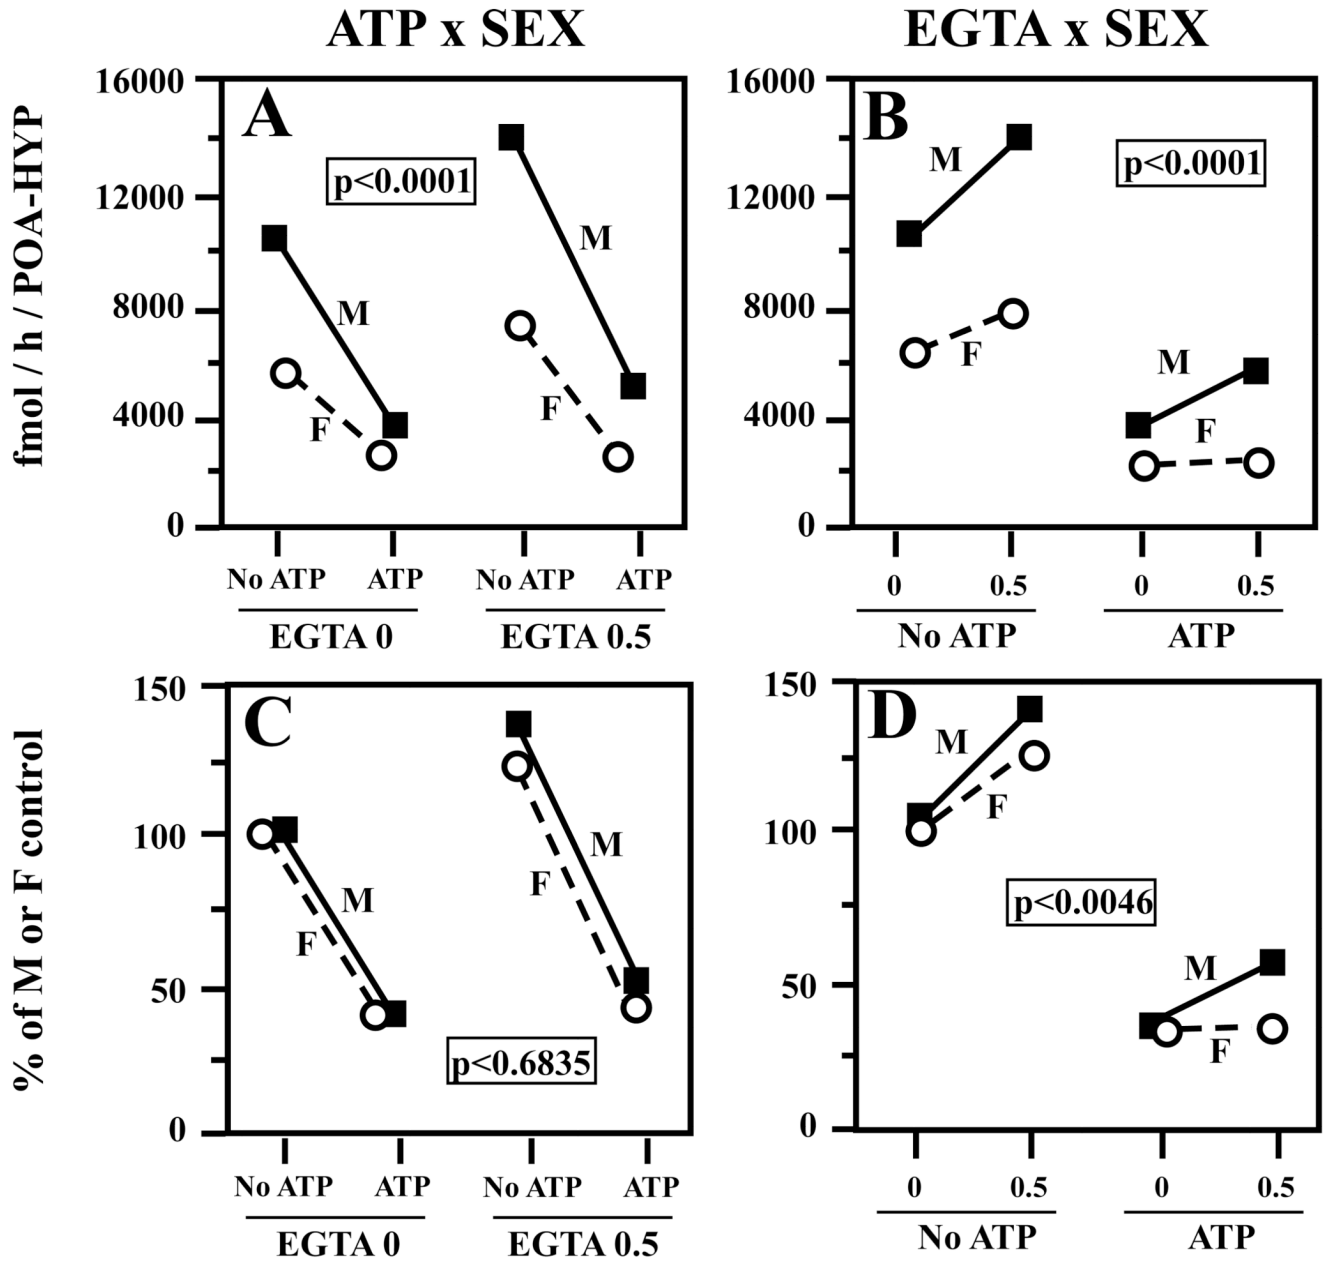 ATP x SEX
EGTA x SEX
fmol / h / POA-HYP
16000
12000
8000
4000
0
A
p<0.0001
M
M
F
F
No ATP ATP No ATP ATP
EGTA 0 EGTA 0.5
16000
12000
8000
4000
0
B
p<0.0001
M
F
M
F
0 0.5 0 0.5
No ATP ATP
% of M or F control
150
100
50
0
C
M
F
M
F
p<0.6835
No ATP ATP No ATP ATP
EGTA 0 EGTA 0.5
150
100
50
0
D
M
F
p<0.0046
M
F
0 0.5 0 0.5
No ATP ATP